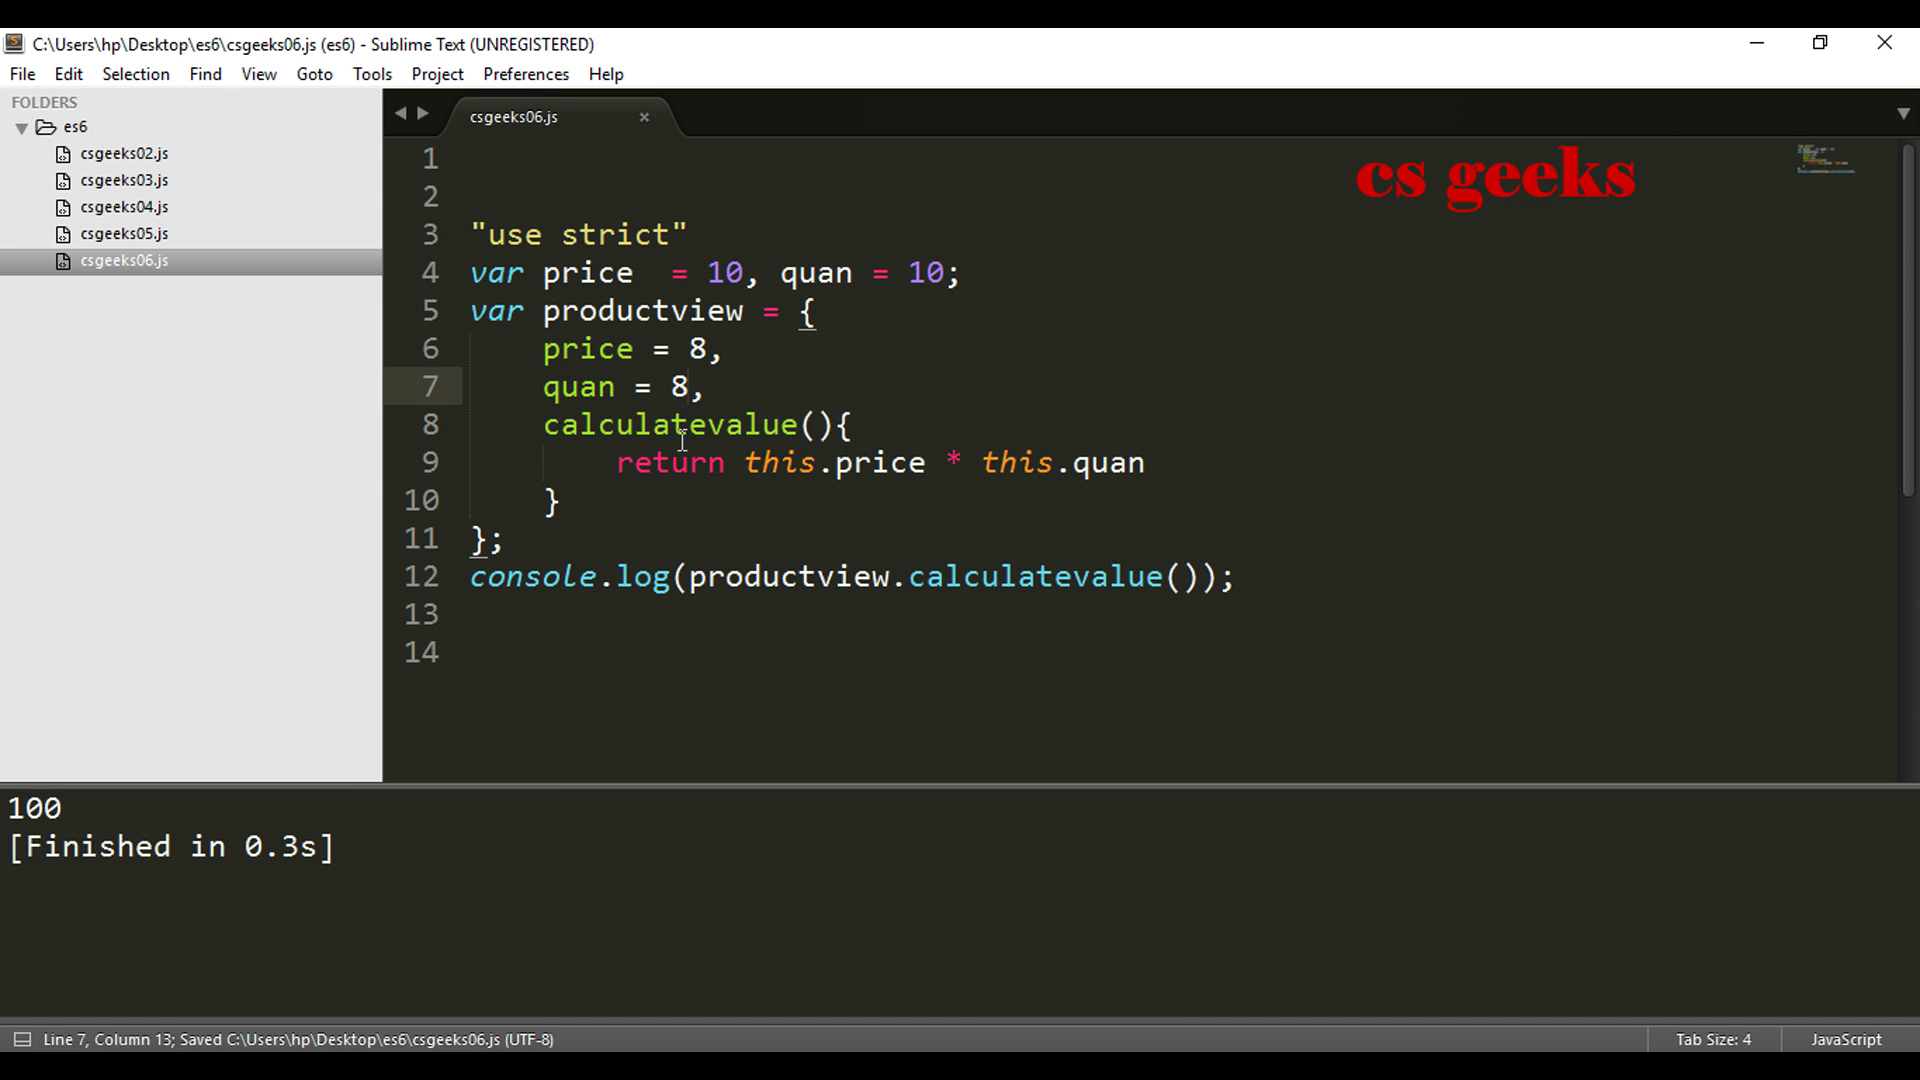 C:\Users\hp\Desktop\es6\csgeeks06.js (es6) - Sublime Text (UNREGISTERED)
File Edit Selection Find View Goto Tools Project Preferences Help
FOLDERS
es6
csgeeks02.js
csgeeks03.js
csgeeks04.js
csgeeks05.js
csgeeks06.js
csgeeks06.js
cs geeks
1
2
3 "use strict"
4 var price  = 10, quan = 10;
5 var productview = {
6     price = 8,
7     quan = 8,
8     calculatevalue(){
9         return this.price * this.quan
10     }
11 };
12 console.log(productview.calculatevalue());
13
14
100
[Finished in 0.3s]
Line 7, Column 13; Saved C:\Users\hp\Desktop\es6\csgeeks06.js (UTF-8) Tab Size: 4 JavaScript